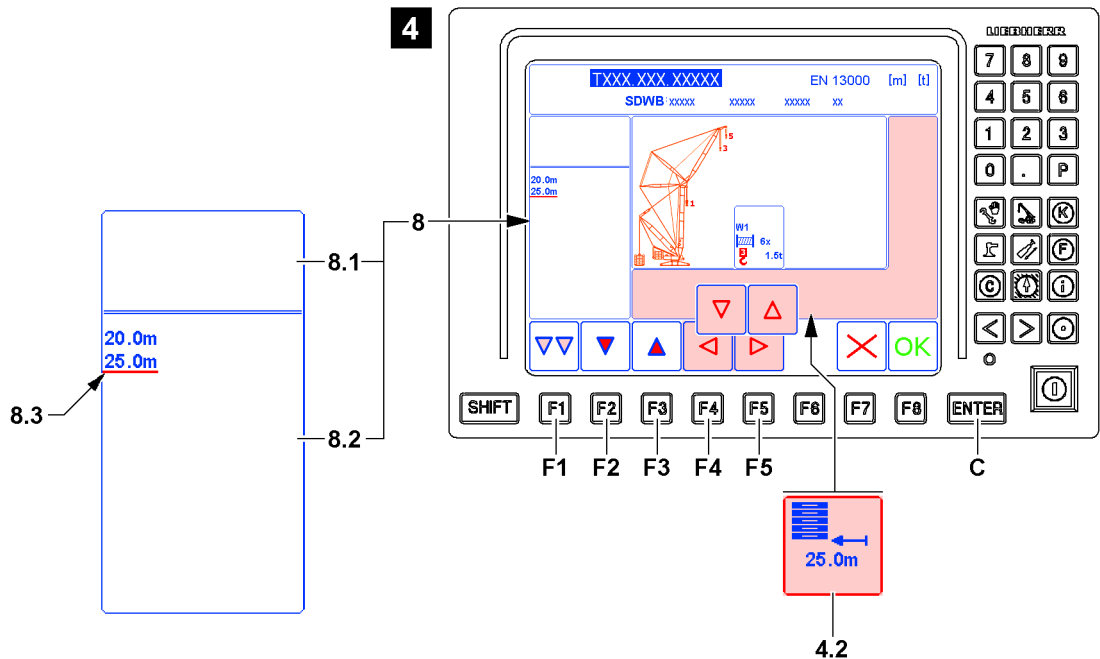 4
LIEBHERR
TXXX.XXX.XXXXX EN 13000 [m] [t]
SDWB xxxxx xxxxx xxxxx xx
20.0m
25.0m
5
3
1
W1
6x
3
1.5t
OK
7 8 9
4 5 6
1 2 3
0 . P
K
F
C i
SHIFT F1 F2 F3 F4 F5 F6 F7 F8 ENTER
F1 F2 F3 F4 F5 C
8
8.1
20.0m
25.0m
8.3
8.2
25.0m
4.2